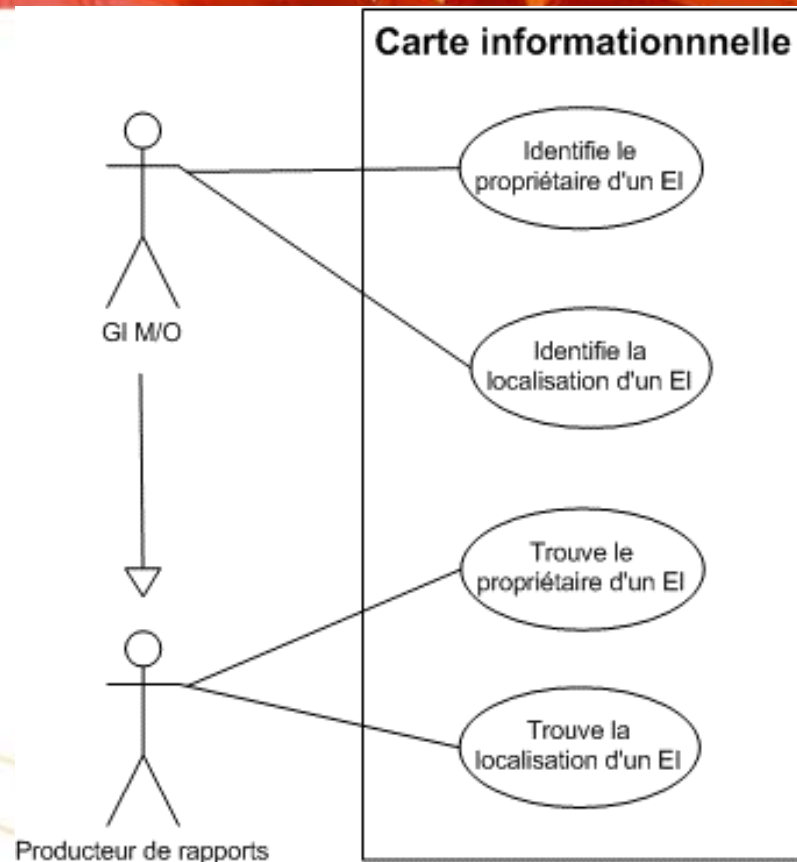 Carte informationnnelle
Identifie le
propriétaire d'un EI
GI M/O
Identifie la
localisation d'un EI
Trouve le
propriétaire d'un EI
Trouve la
localisation d'un EI
Producteur de rapports